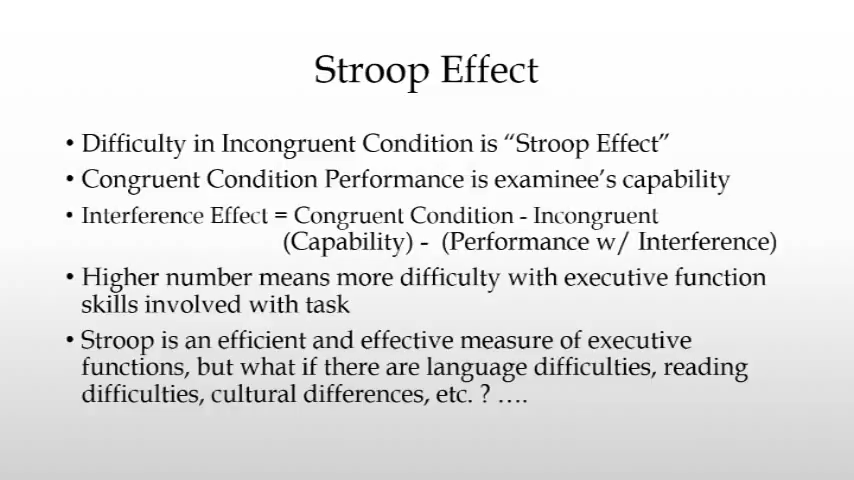 Stroop Effect
• Difficulty in Incongruent Condition is “Stroop Effect”
• Congruent Condition Performance is examinee’s capability
• Interference Effect = Congruent Condition - Incongruent
(Capability) - (Performance w/ Interference)
• Higher number means more difficulty with executive function
skills involved with task
• Stroop is an efficient and effective measure of executive
functions, but what if there are language difficulties, reading
difficulties, cultural differences, etc. ? ….